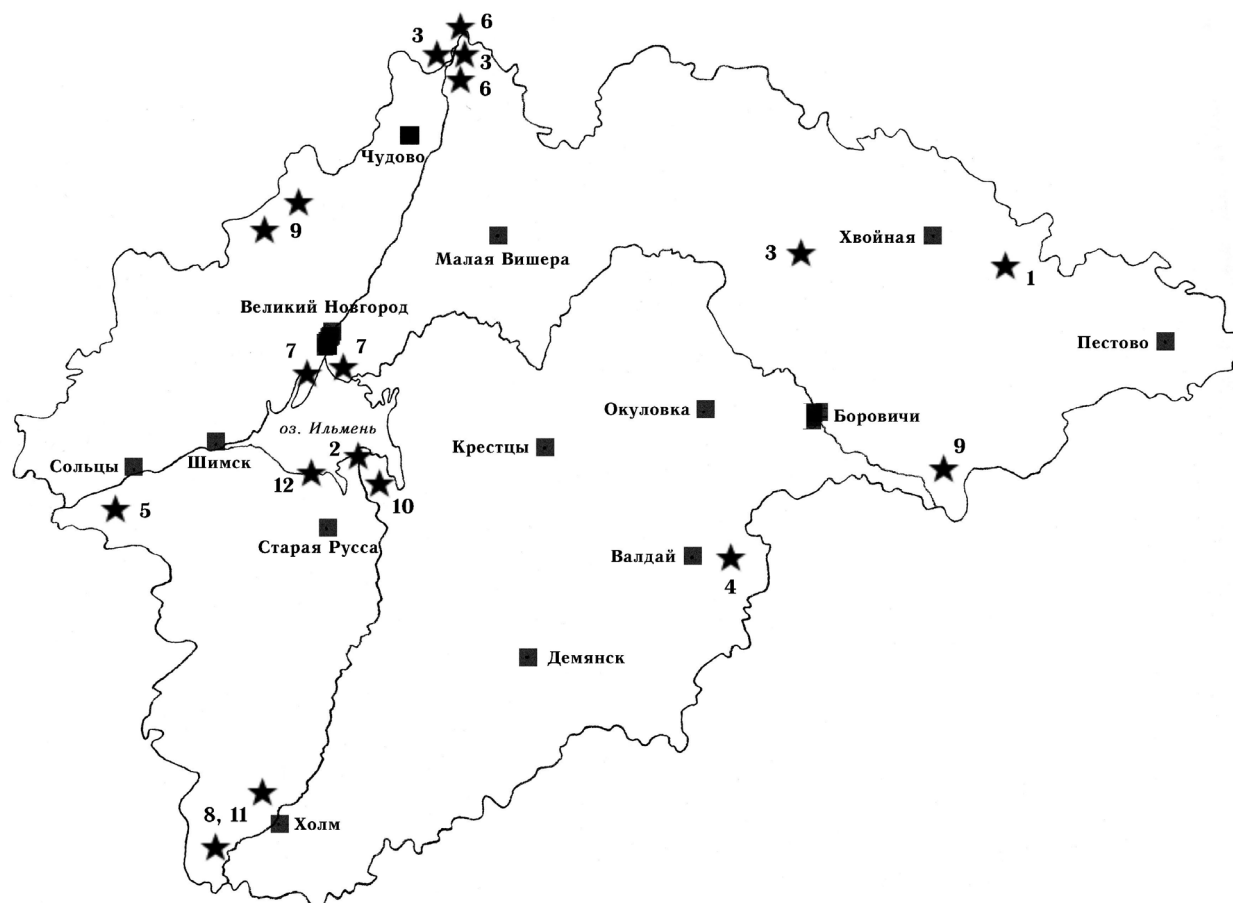 6
3
3
6
Чудово
9
Малая Вишера
3
Хвойная
1
Великий Новгород
7
7
Пестово
Окуловка
Боровичи
оз. Ильмень
2
Крестцы
Шимск
Сольцы
12
10
9
5
Старая Русса
Валдай
4
Демянск
8, 11
Холм